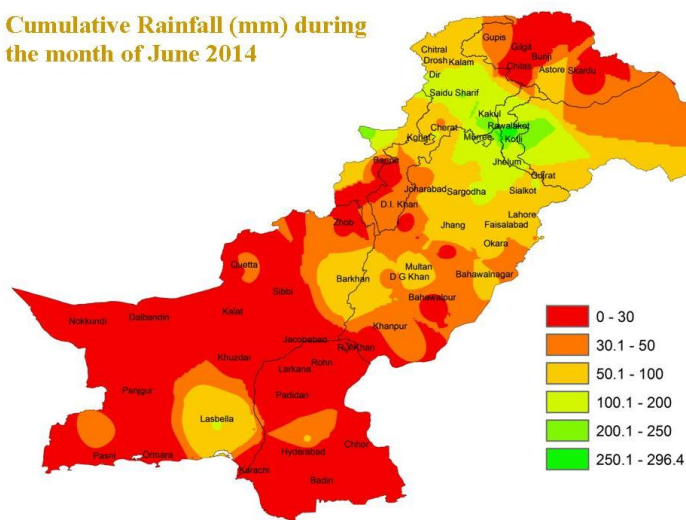 Cumulative Rainfall (mm) during
the month of June 2014
Gupis
Gilgit
Chitral
Bunji
Drosh Kalam
Chilas
Astore Skardu
Dir
Saidu Sharif
Kakul
Cherat
Rawalakot
Kohat
Murree
Kotli
Bannu
Jhelum
Gujrat
Joharabad
Sargodha
Sialkot
D.I. Khan
Lahore
Zhob
Jhang
Faisalabad
Okara
Quetta
Multan
Sibbi
Barkhan
D G Khan
Bahawalnagar
Bahawalpur
Kalat
Nokkundi
Dalbandin
Khanpur
Jacobabad
R.Y.Khan
Khuzdar
Rohri
Larkana
Panjgur
Padidan
Lasbella
Chhor
Hyderabad
Pasni
Ormara
Karachi
Badin
0 - 30
30.1 - 50
50.1 - 100
100.1 - 200
200.1 - 250
250.1 - 296.4